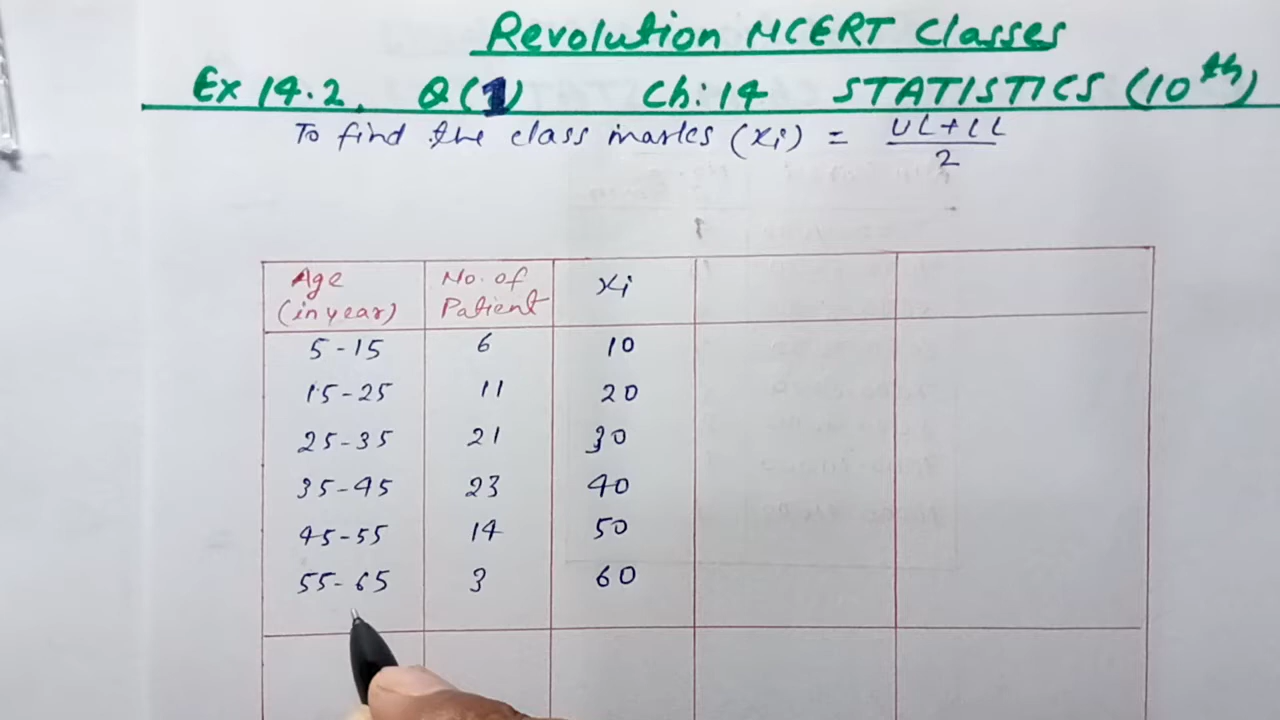 Revolution NCERT Classes
Ex 14.2. Q(1) Ch:14 STATISTICS (10th)
To find the class marks (xi) = UL+LL
2
Age No. of xi
(in year) Patient
5-15 6 10
15-25 11 20
25-35 21 30
35-45 23 40
45-55 14 50
55-65 3 60